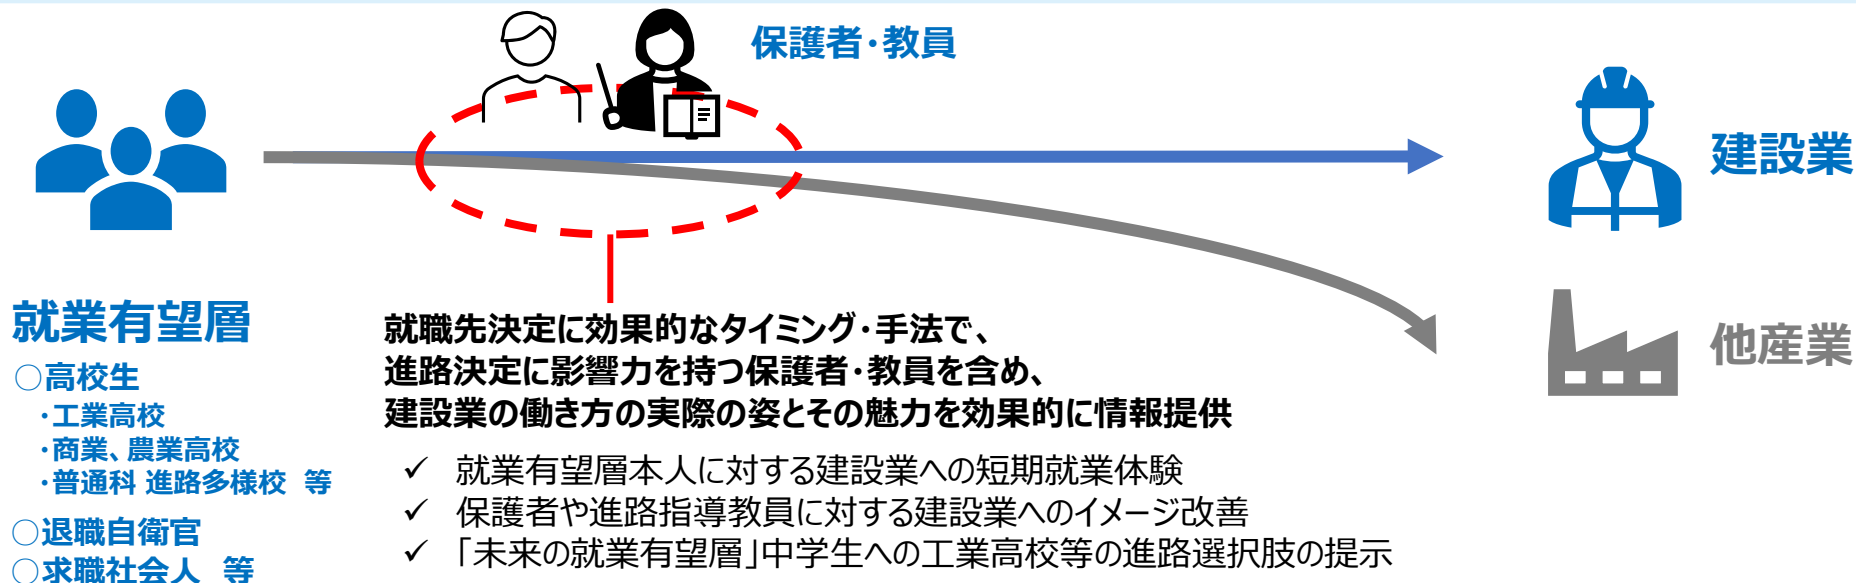 保護者・教員
建設業
他産業
就業有望層
○高校生
・工業高校
・商業、農業高校
・普通科 進路多様校 等
○退職自衛官
○求職社会人 等
就職先決定に効果的なタイミング・手法で、
進路決定に影響力を持つ保護者・教員を含め、
建設業の働き方の実際の姿とその魅力を効果的に情報提供
✓ 就業有望層本人に対する建設業への短期就業体験
✓ 保護者や進路指導教員に対する建設業へのイメージ改善
✓ 「未来の就業有望層」中学生への工業高校等の進路選択肢の提示